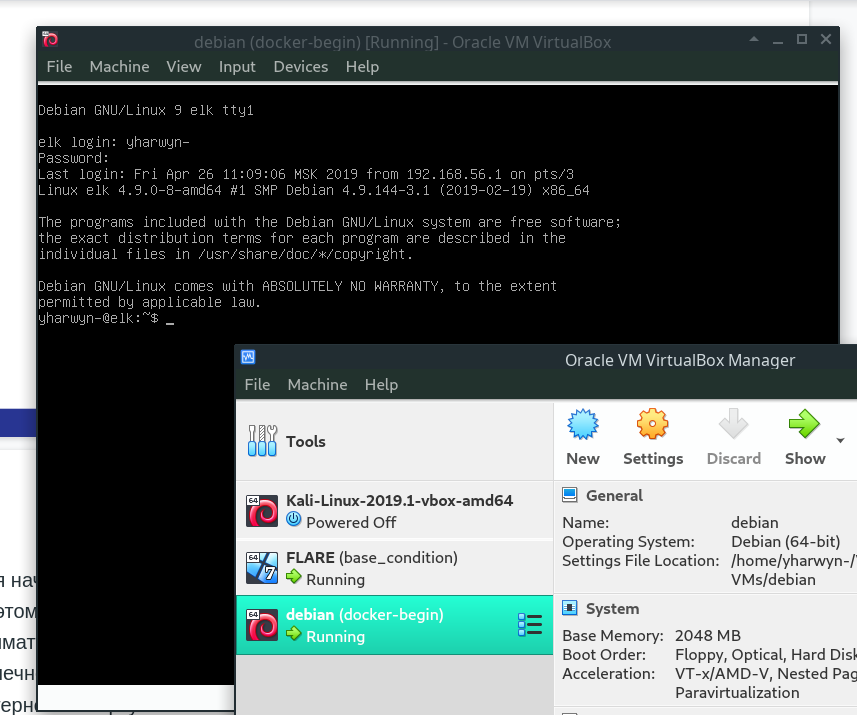 debian (docker-begin) [Running] - Oracle VM VirtualBox
File Machine View Input Devices Help
Debian GNU/Linux 9 elk tty1
elk login: yharwyn-
Password:
Last login: Fri Apr 26 11:09:06 MSK 2019 from 192.168.56.1 on pts/3
Linux elk 4.9.0-8-amd64 #1 SMP Debian 4.9.144-3.1 (2019-02-19) x86_64
The programs included with the Debian GNU/Linux system are free software;
the exact distribution terms for each program are described in the
individual files in /usr/share/doc/*/copyright.
Debian GNU/Linux comes with ABSOLUTELY NO WARRANTY, to the extent
permitted by applicable law.
yharwyn-@elk:~$ _
Oracle VM VirtualBox Manager
File Machine Help
Tools
New Settings Discard Show
64 Kali-Linux-2019.1-vbox-amd64
Powered Off
64 FLARE (base_condition)
7 Running
64 debian (docker-begin)
Running
General
Name: debian
Operating System: Debian (64-bit)
Settings File Location: /home/yharwyn-/
VMs/debian
System
Base Memory: 2048 MB
Boot Order: Floppy, Optical, Hard Disk
Acceleration: VT-x/AMD-V, Nested Pag
Paravirtualization
я нач
этом
имат
ечн
терн